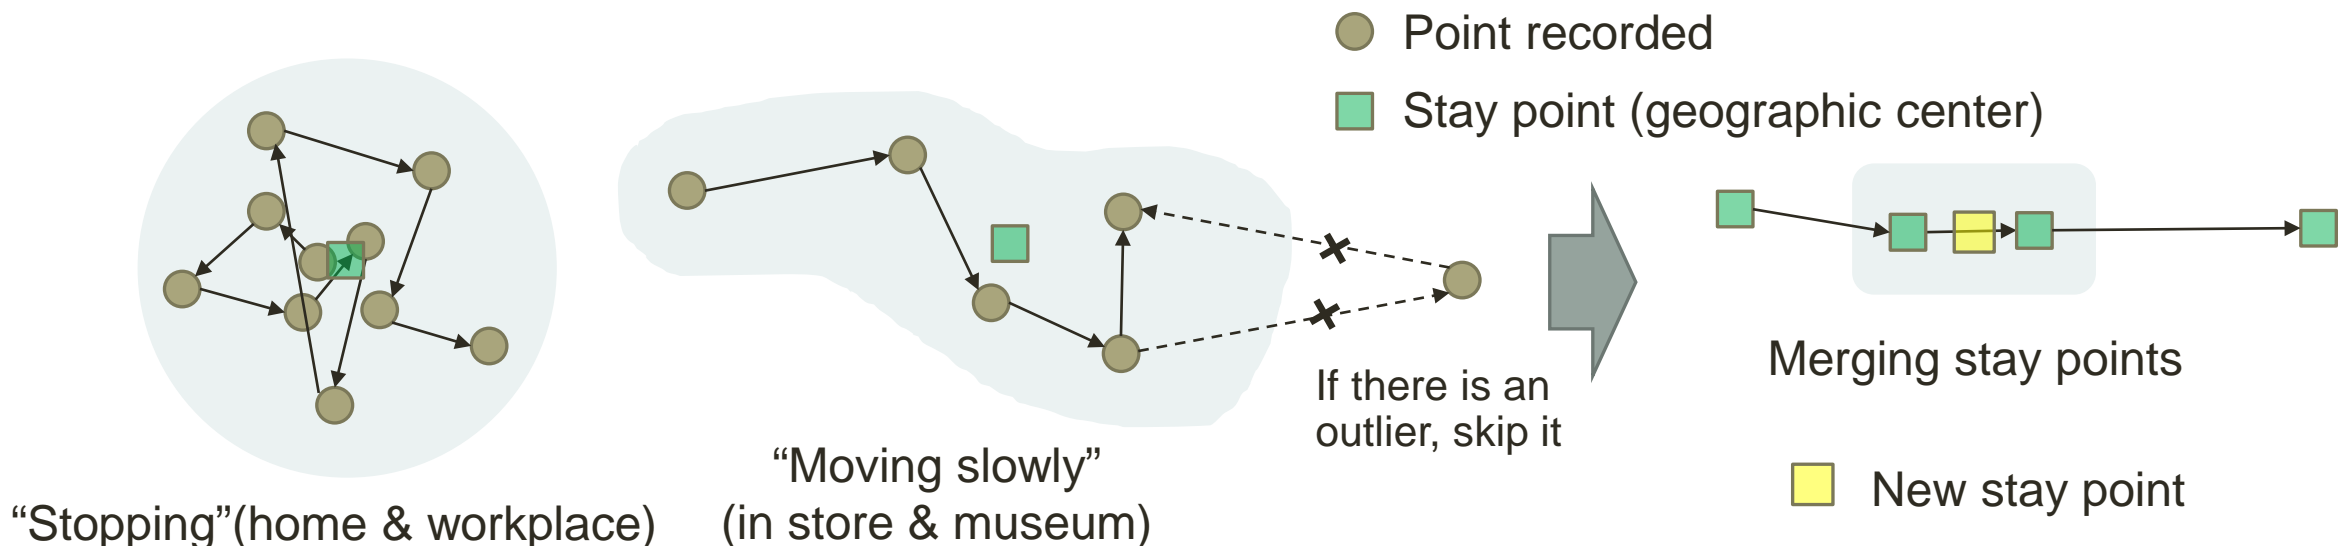 Point recorded
Stay point (geographic center)
If there is an
outlier, skip it
Merging stay points
“Moving slowly”
(in store & museum)
“Stopping”(home & workplace)
New stay point